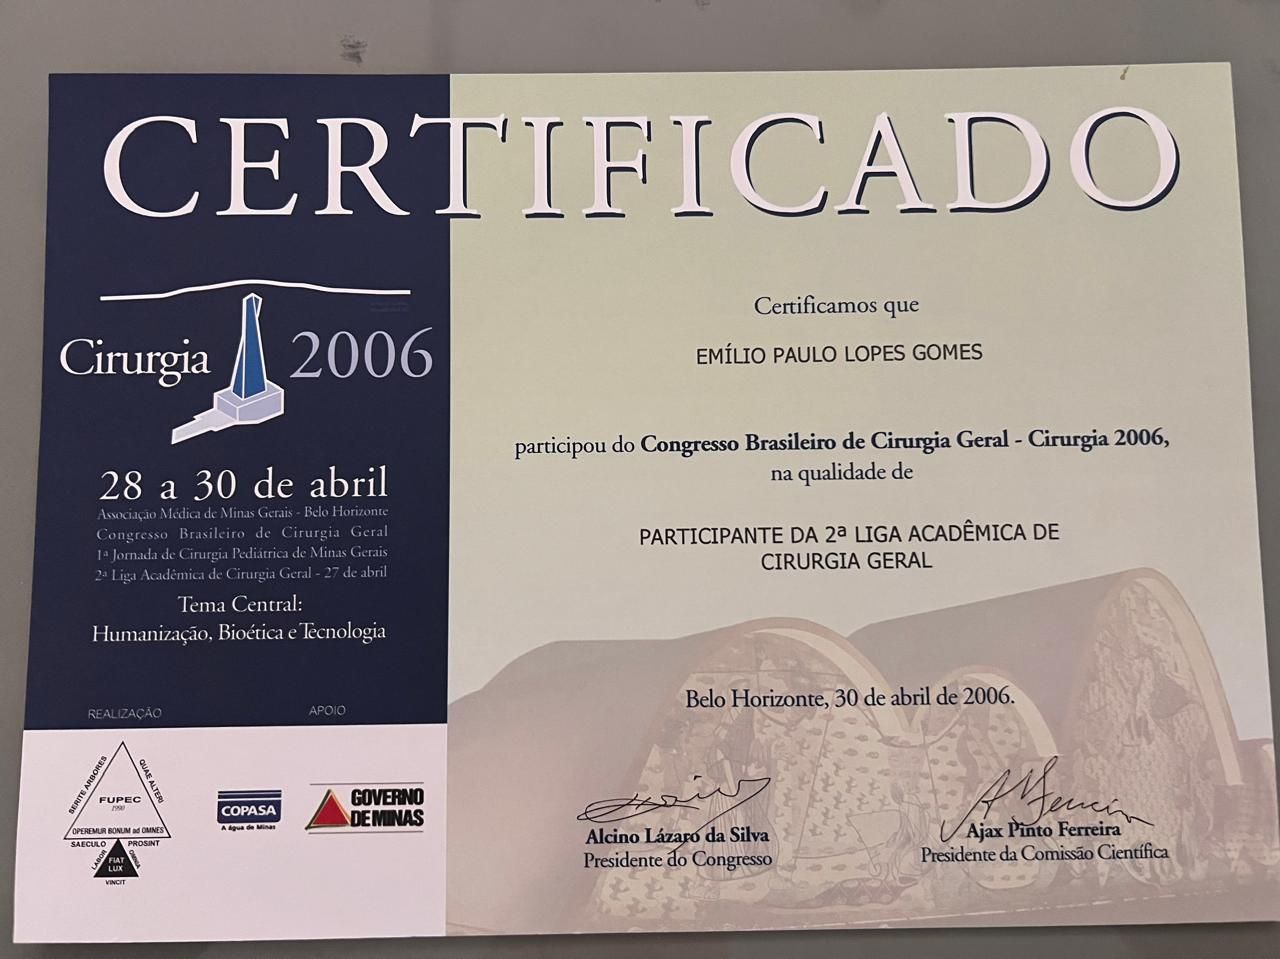 CERTIFICADO
Cirurgia 2006
28 a 30 de abril
Associação Médica de Minas Gerais - Belo Horizonte
Congresso Brasileiro de Cirurgia Geral
1ª Jornada de Cirurgia Pediátrica de Minas Gerais
2ª Liga Acadêmica de Cirurgia Geral - 27 de abril
Tema Central:
Humanização, Bioética e Tecnologia
REALIZAÇÃO
APOIO
SERITE ARBORES
QUAE ALTERI
FUPEC
1990
OPEREMUR BONUM ad OMNES
SAECULO PROSINT
LABOR
OMNIA
FIAT
LUX
VINCIT
COPASA
A água de Minas
GOVERNO
DE MINAS
Certificamos que
EMÍLIO PAULO LOPES GOMES
participou do Congresso Brasileiro de Cirurgia Geral - Cirurgia 2006,
na qualidade de
PARTICIPANTE DA 2ª LIGA ACADÊMICA DE
CIRURGIA GERAL
Belo Horizonte, 30 de abril de 2006.
Alcino Lázaro da Silva
Presidente do Congresso
Ajax Pinto Ferreira
Presidente da Comissão Científica